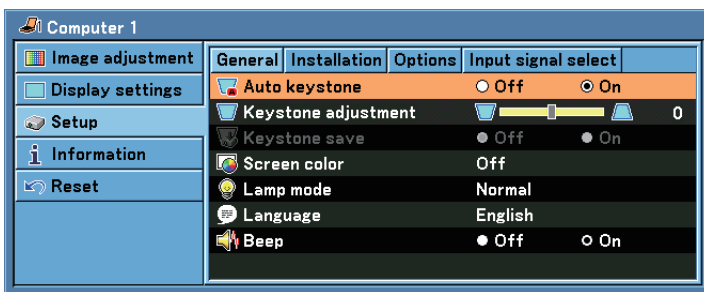 Computer 1
Image adjustment
Display settings
Setup
Information
Reset
General Installation Options Input signal select
Auto keystone Off On
Keystone adjustment 0
Keystone save Off On
Screen color Off
Lamp mode Normal
Language English
Beep Off On